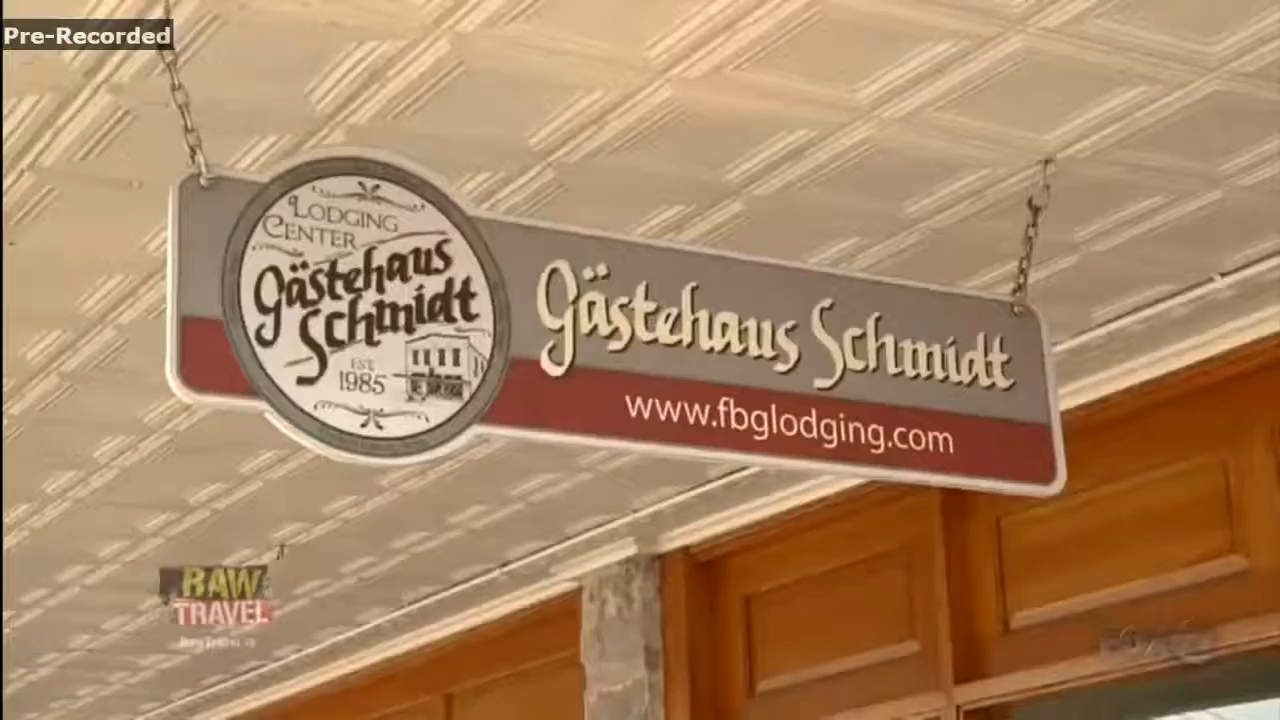 Pre-Recorded
LODGING
CENTER
Gästehaus
Schmidt
EST.
1985
Gästehaus Schmidt
www.fbglodging.com
RAW
TRAVEL